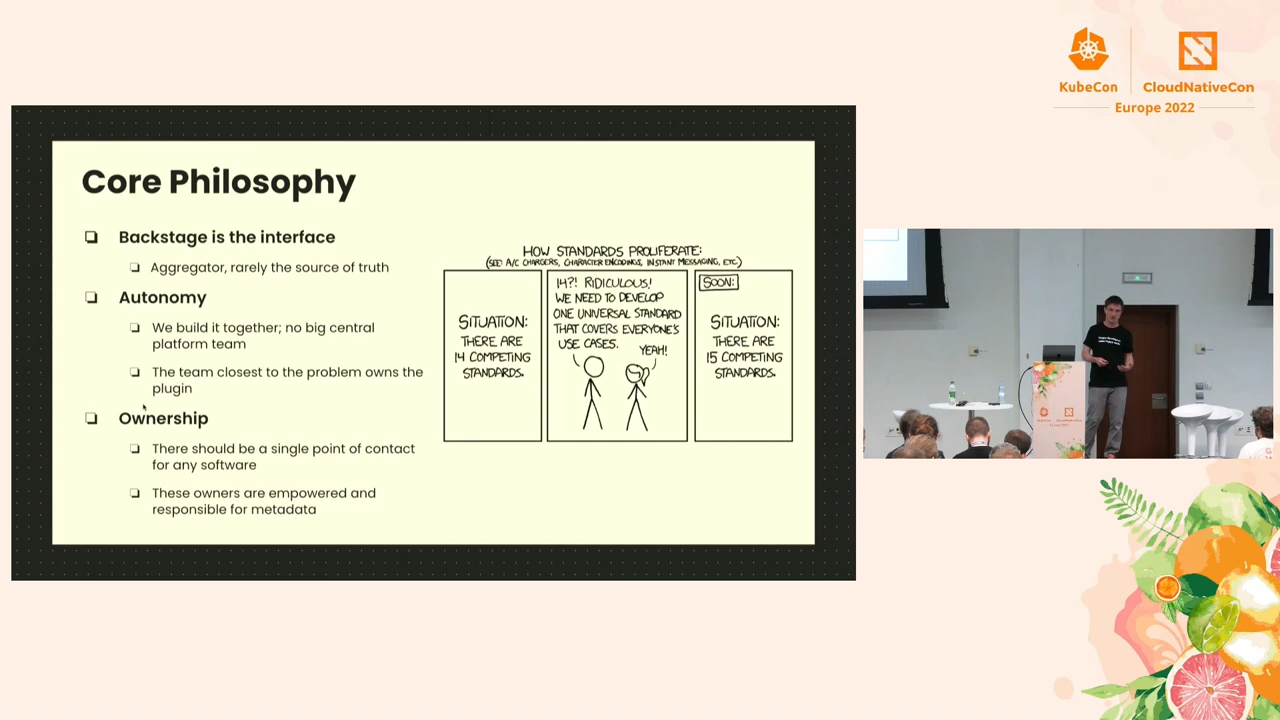 KubeCon
CloudNativeCon
Europe 2022
Core Philosophy
Backstage is the interface
Aggregator, rarely the source of truth
Autonomy
We build it together; no big central
platform team
The team closest to the problem owns the
plugin
Ownership
There should be a single point of contact
for any software
These owners are empowered and
responsible for metadata
HOW STANDARDS PROLIFERATE:
(SEE: A/C CHARGERS, CHARACTER ENCODINGS, INSTANT MESSAGING, ETC.)
SITUATION:
THERE ARE
14 COMPETING
STANDARDS.
14?! RIDICULOUS!
WE NEED TO DEVELOP
ONE UNIVERSAL STANDARD
THAT COVERS EVERYONE'S
USE CASES.
YEAH!
SOON:
SITUATION:
THERE ARE
15 COMPETING
STANDARDS.